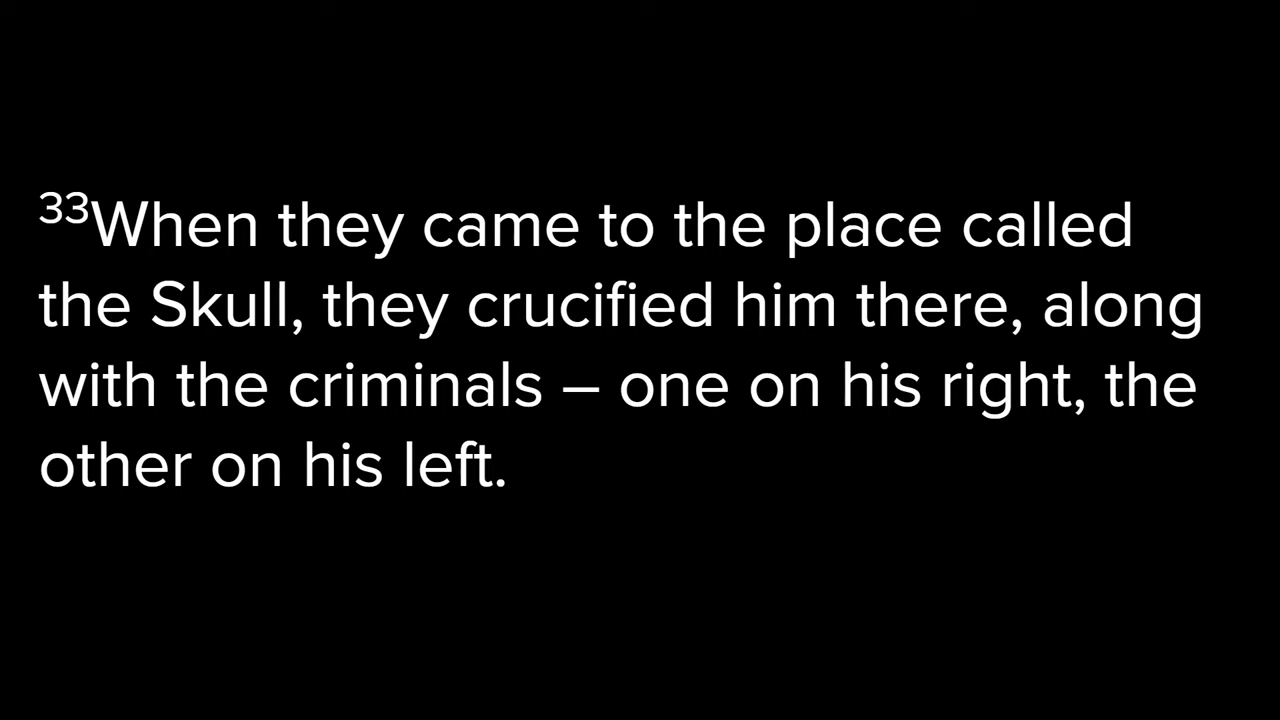 ³³When they came to the place called
the Skull, they crucified him there, along
with the criminals – one on his right, the
other on his left.